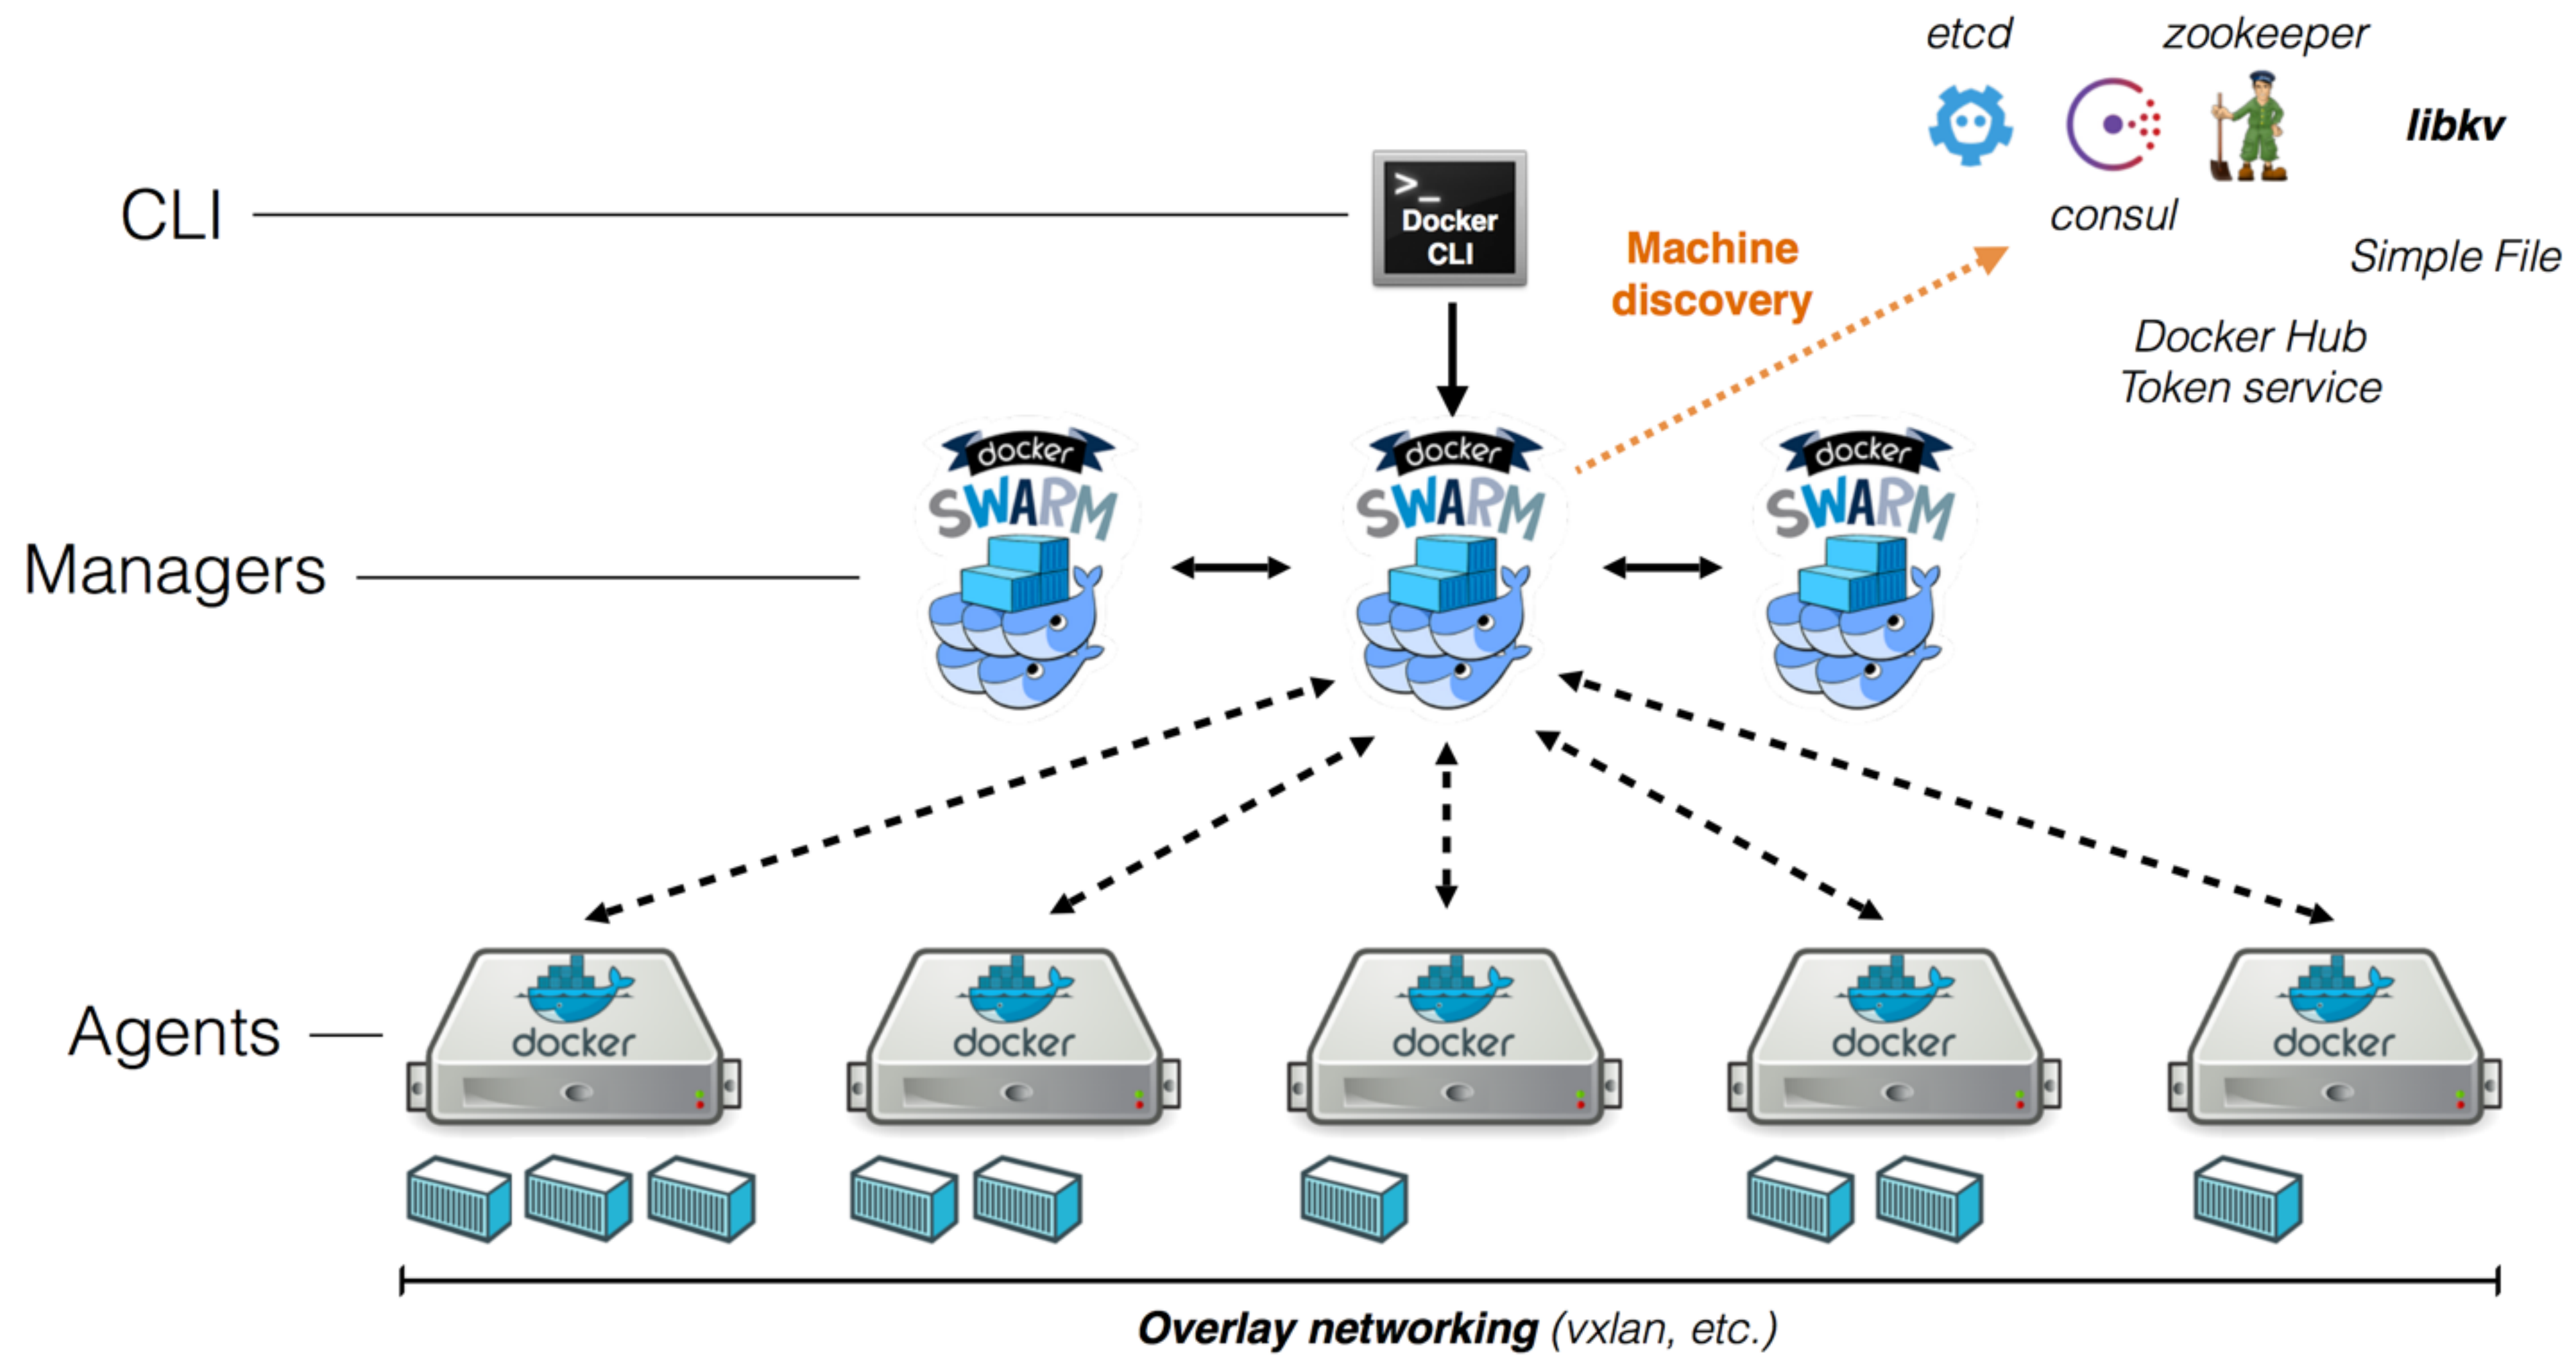 etcd
zookeeper
libkv
consul
CLI
>_
Docker
CLI
Machine
discovery
Simple File
Docker Hub
Token service
docker
SWARM
docker
SWARM
docker
SWARM
Managers
Agents
docker
docker
docker
docker
docker
Overlay networking (vxlan, etc.)